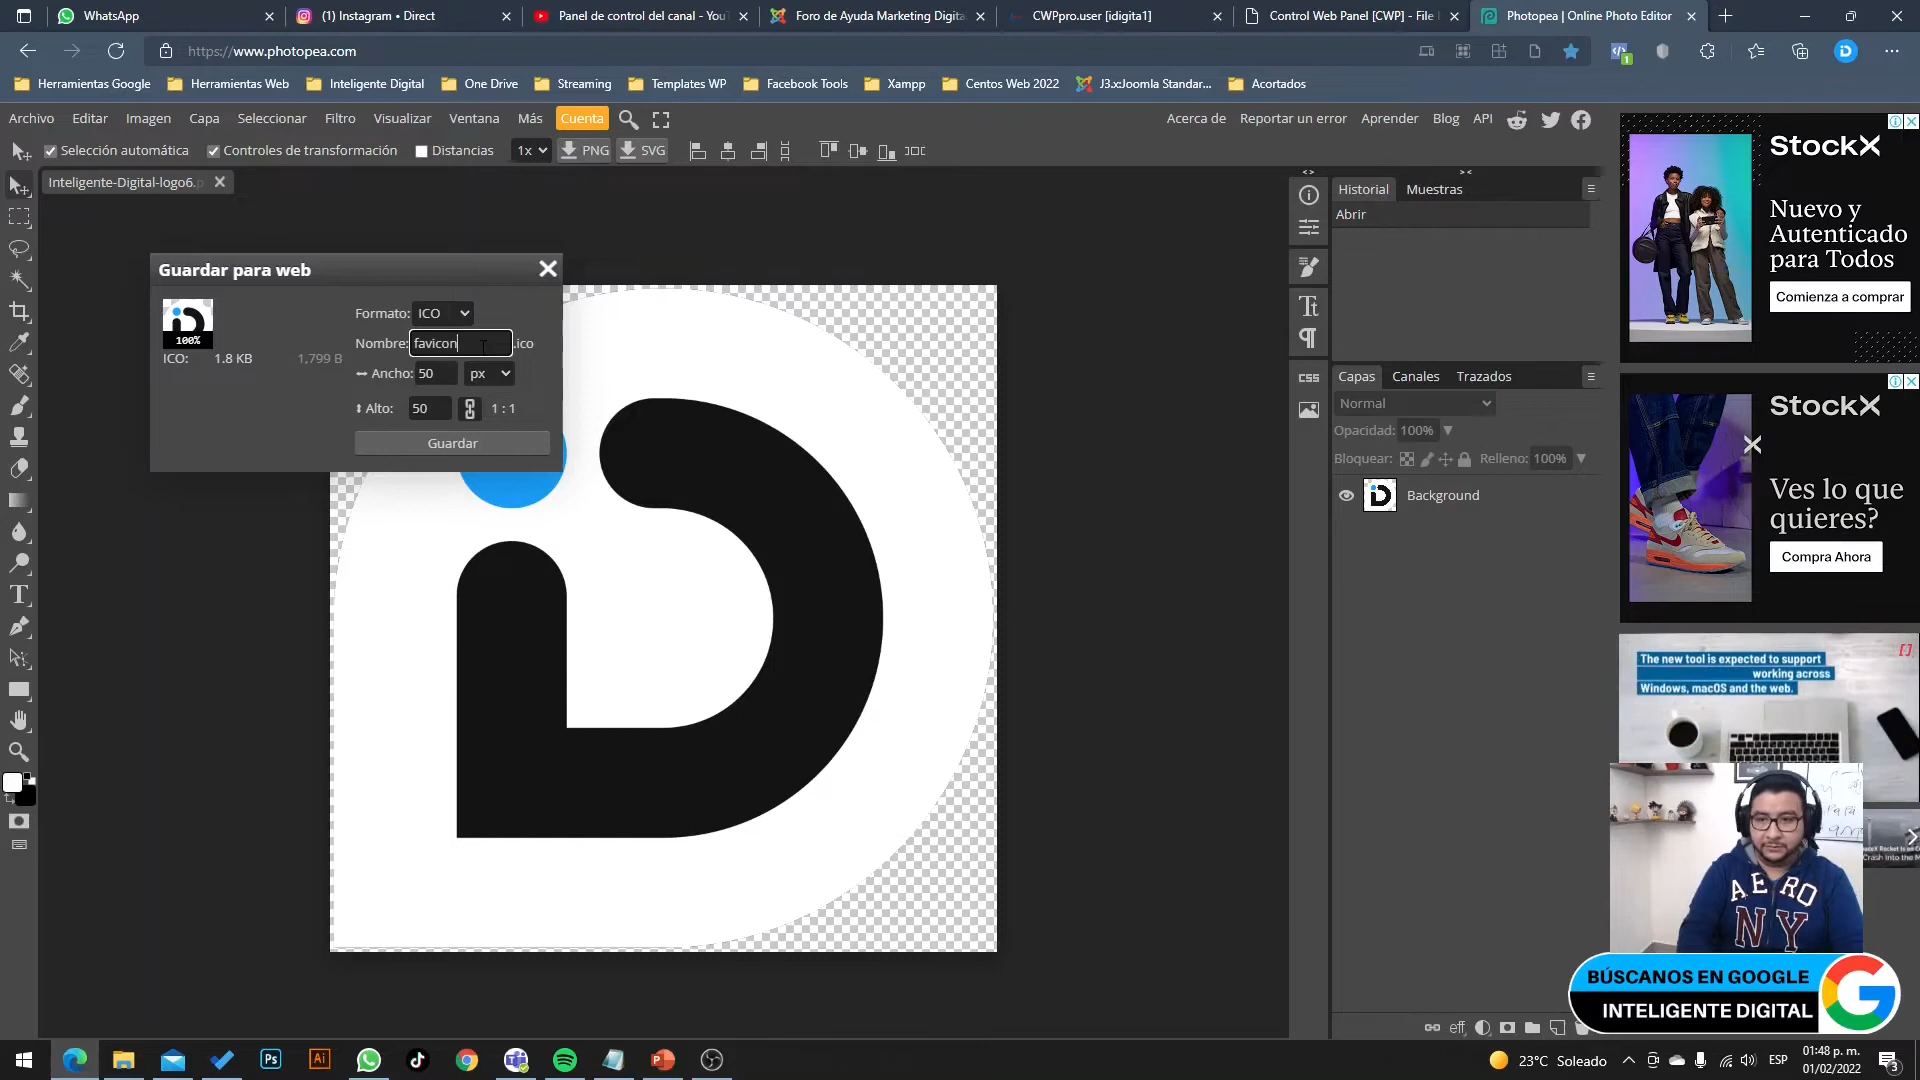 WhatsApp
(1) Instagram • Direct
Panel de control del canal - You
Foro de Ayuda Marketing Digita
CWPpro.user [idigita1]
Control Web Panel [CWP] - File
Photopea | Online Photo Editor
https://www.photopea.com
1
Herramientas Google
Herramientas Web
Inteligente Digital
One Drive
Streaming
Templates WP
Facebook Tools
Xampp
Centos Web 2022
J3.xJoomla Standar...
Acortados
Archivo
Editar
Imagen
Capa
Seleccionar
Filtro
Visualizar
Ventana
Más
Cuenta
Acerca de
Reportar un error
Aprender
Blog
API
Selección automática
Controles de transformación
Distancias
1x
PNG
SVG
Inteligente-Digital-logo6.p
Guardar para web
100%
ICO: 1.8 KB 1,799 B
Formato: ICO
Nombre: favicon .ico
Ancho: 50 px
Alto: 50 1 : 1
Guardar
Historial
Muestras
Abrir
CSS
Capas
Canales
Trazados
Normal
Opacidad: 100%
Bloquear:
Relleno: 100%
Background
eff
StockX
Nuevo y
Autenticado
para Todos
Comienza a comprar
StockX
Ves lo que
quieres?
Compra Ahora
The new tool is expected to support
working across
Windows, macOS and the web.
AERO
NY
BÚSCANOS EN GOOGLE
INTELIGENTE DIGITAL
Ps
Ai
23°C Soleado
ESP
01:48 p. m.
01/02/2022
3